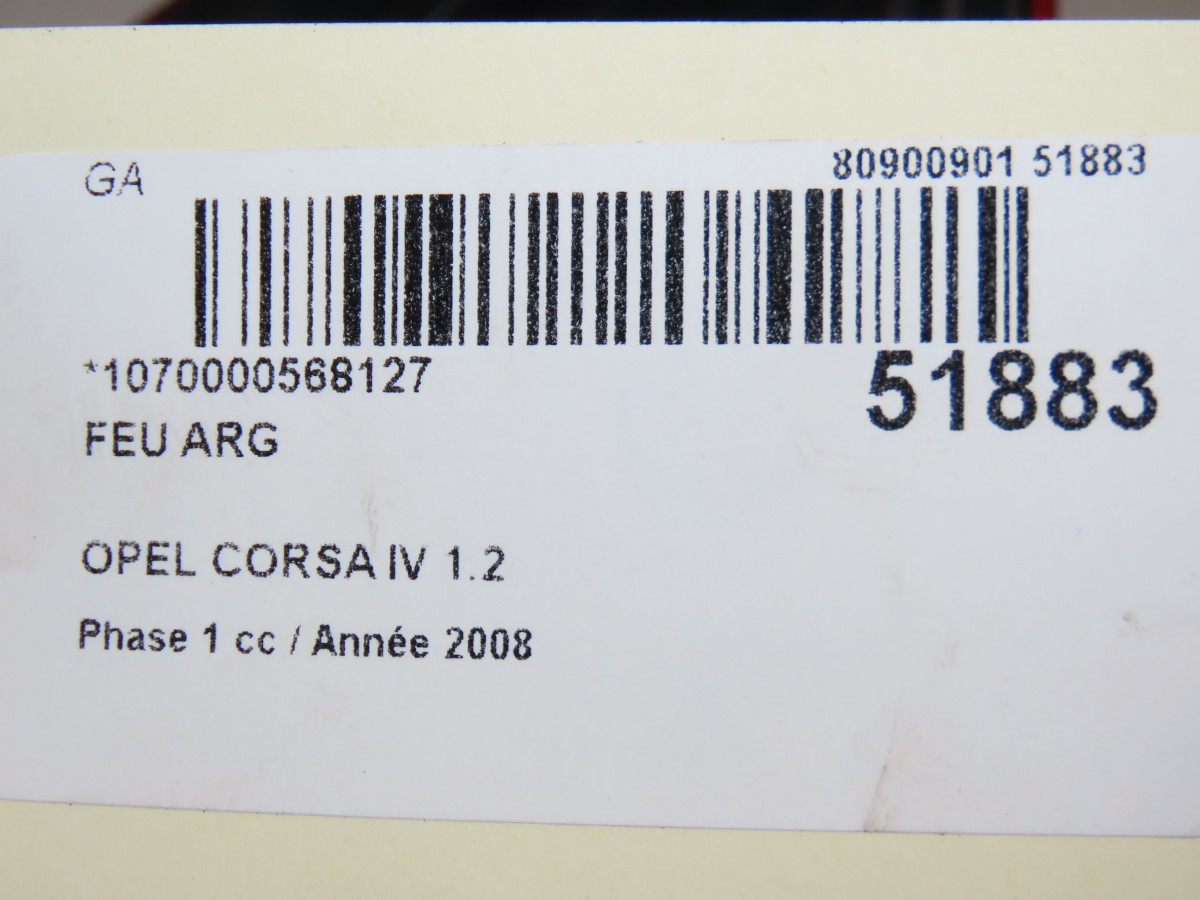 GA
80900901 51883
*1070000568127
51883
FEU ARG
OPEL CORSA IV 1.2
Phase 1 cc / Année 2008